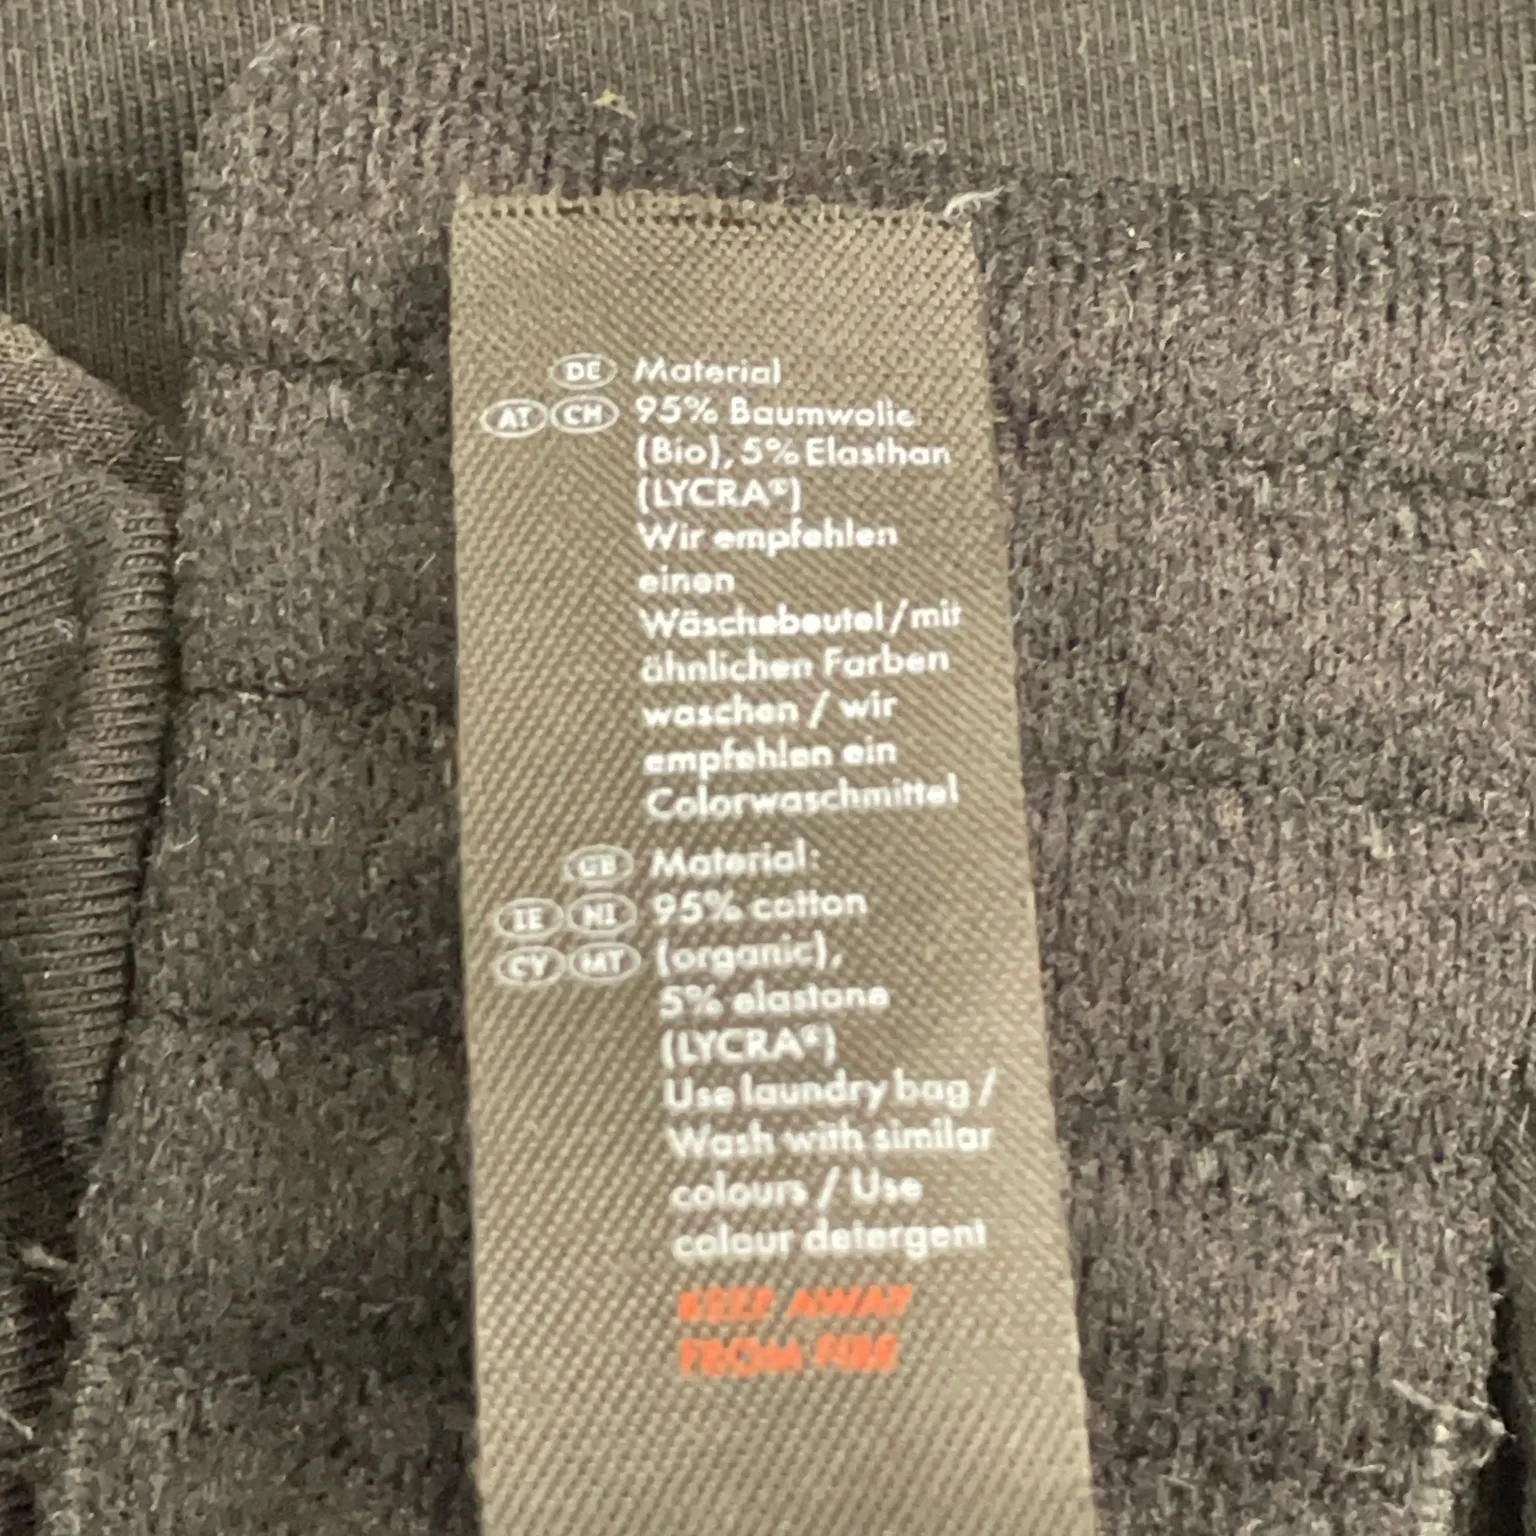 DE Material
AT CH 95% Baumwolle
(Bio), 5% Elasthan
(LYCRA®)
Wir empfehlen
einen
Wäschebeutel / mit
ähnlichen Farben
waschen / wir
empfehlen ein
Colorwaschmittel
GB Material:
IE NI 95% cotton
CY MT (organic),
5% elastane
(LYCRA®)
Use laundry bag /
Wash with similar
colours / Use
colour detergent
KEEP AWAY
FROM FIRE